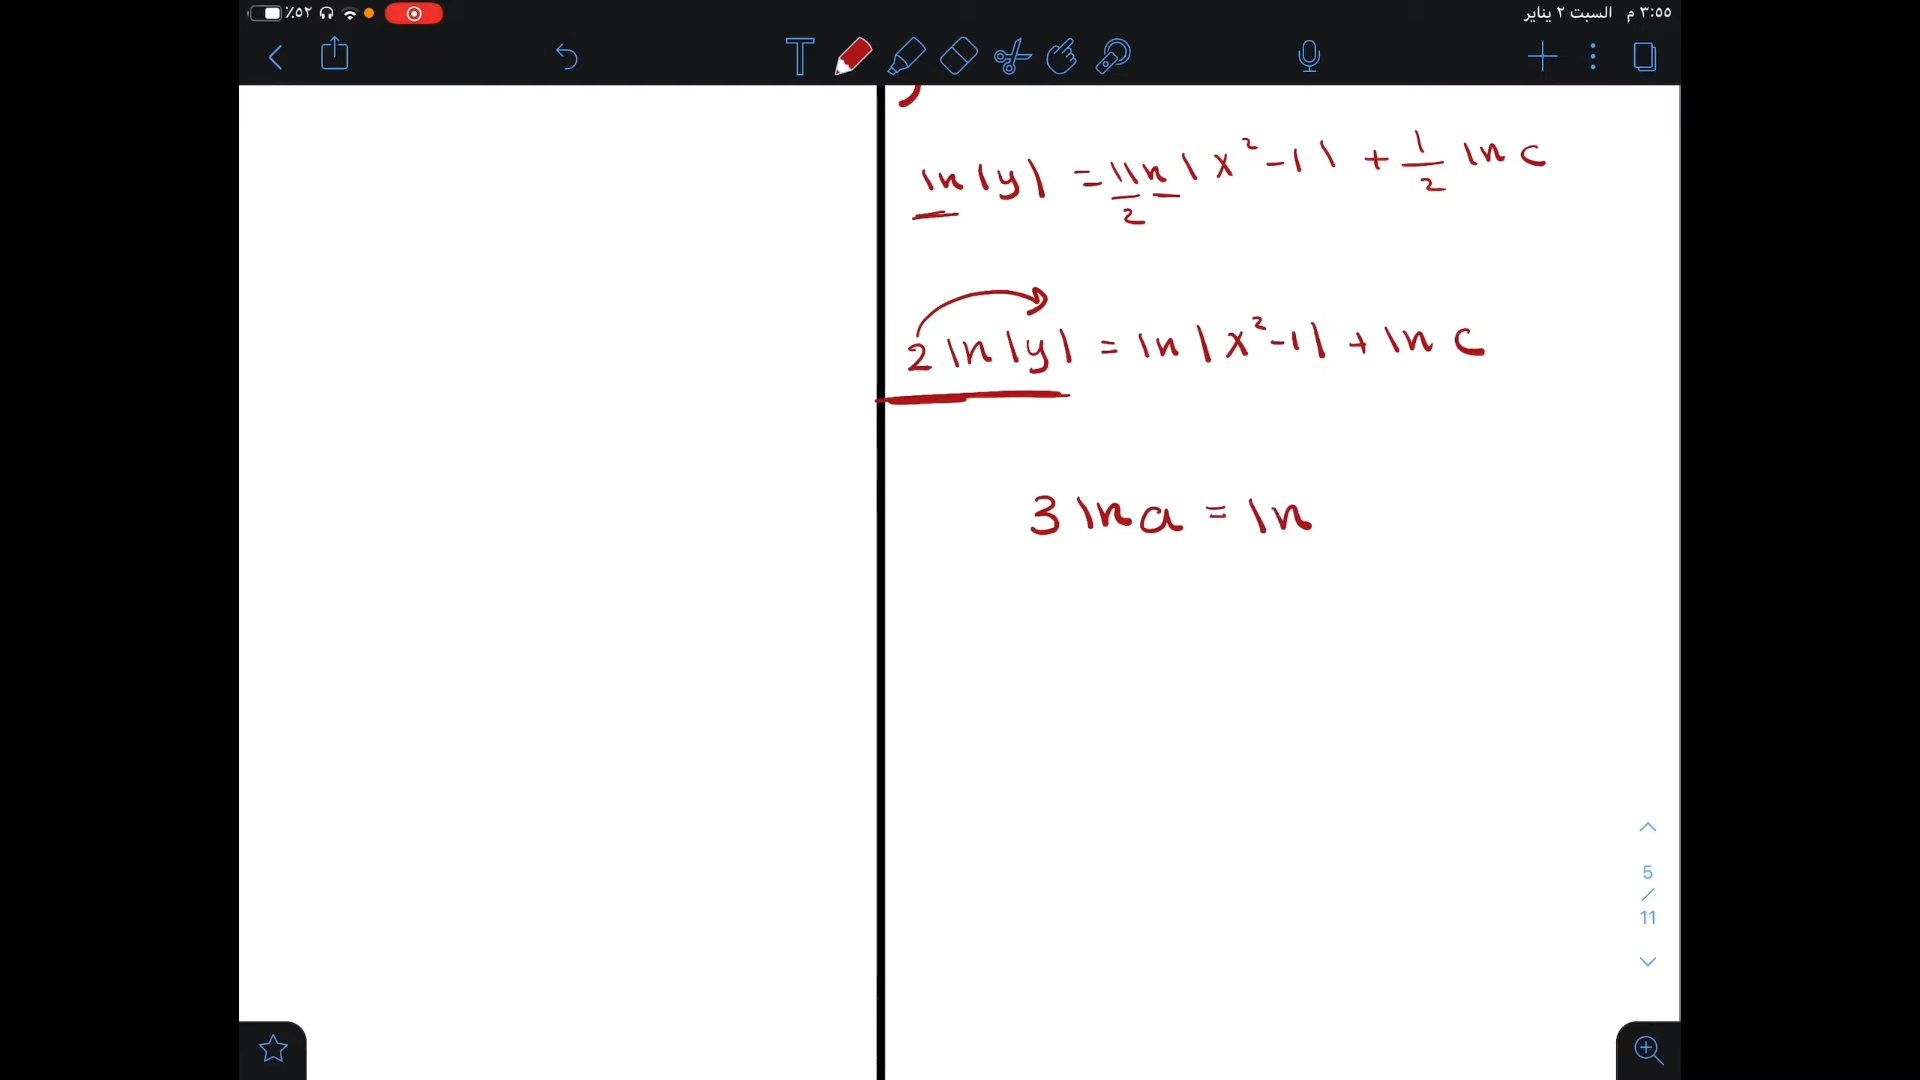 ٪٥٢
٣:٥٥ م السبت ٢ يناير
T
ln |y| = 1/2 ln |x² - 1| + 1/2 ln c
2 ln |y| = ln |x² - 1| + ln c
3 ln a = ln
5
/
11